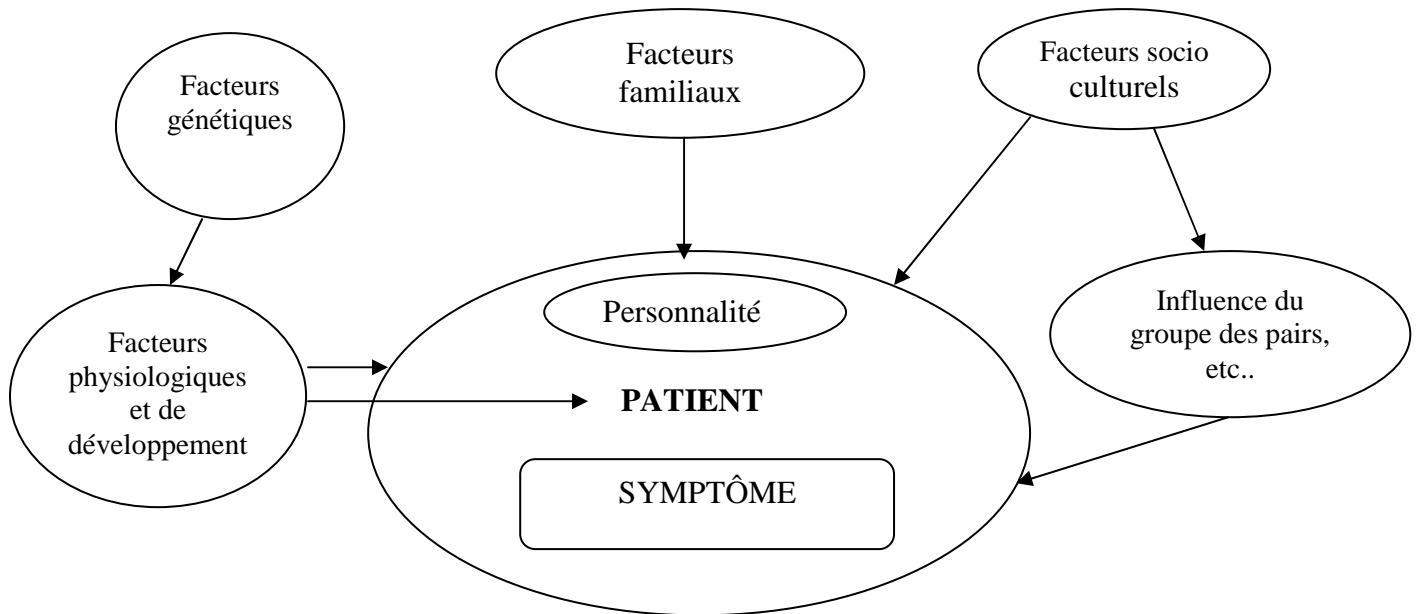 Facteurs
génétiques
Facteurs
familiaux
Facteurs socio
culturels
Facteurs
physiologiques
et de
développement
Personnalité
PATIENT
SYMPTÔME
Influence du
groupe des pairs,
etc..